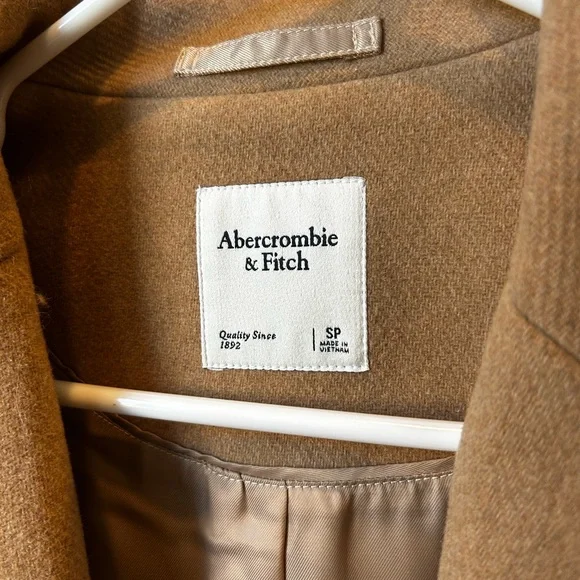 Abercrombie
& Fitch
Quality Since
1892
SP
MADE IN
VIETNAM